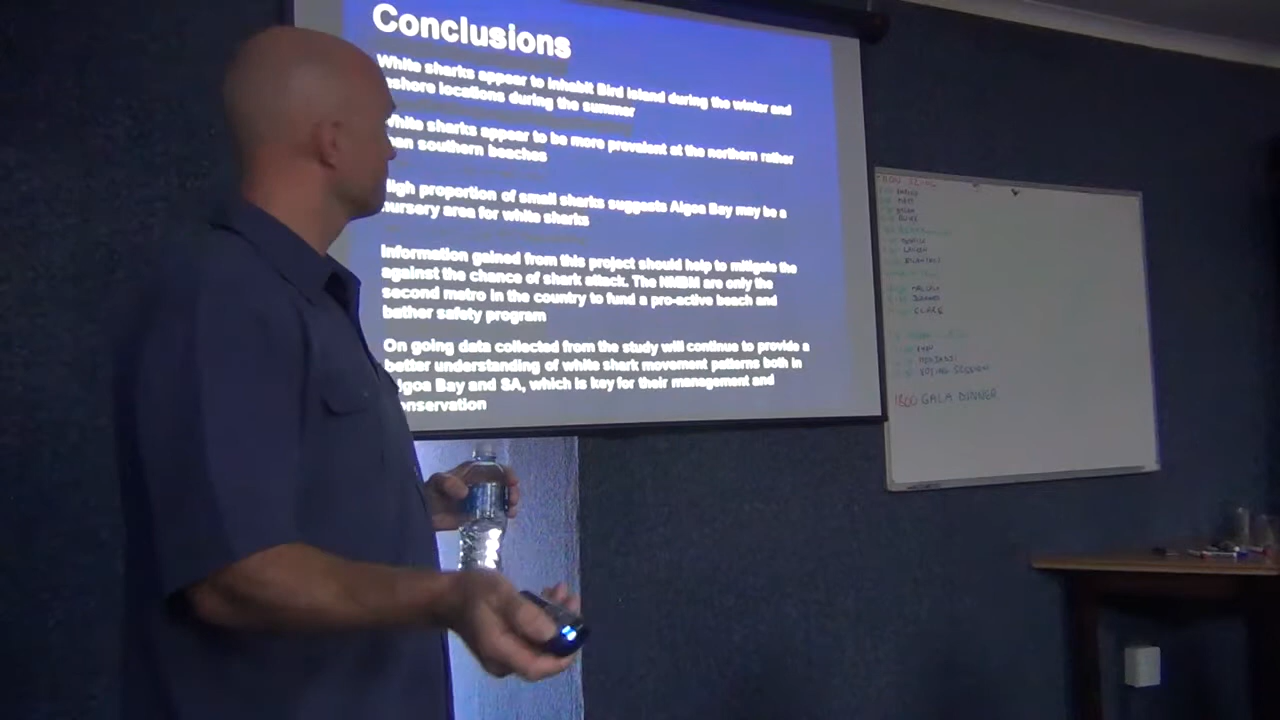 Conclusions
White sharks appear to inhabit Bird Island during the winter and
inshore locations during the summer
White sharks appear to be more prevalent at the northern rather
than southern beaches
High proportion of small sharks suggests Algoa Bay may be a
nursery area for white sharks
Information gained from this project should help to mitigate the
against the chance of shark attack. The NMBM are only the
second metro in the country to fund a pro-active beach and
bather safety program
On going data collected from the study will continue to provide a
better understanding of white shark movement patterns both in
Algoa Bay and SA, which is key for their management and
conservation
MALCOLM
CLARE
VOTING SESSION
1800 GALA DINNER